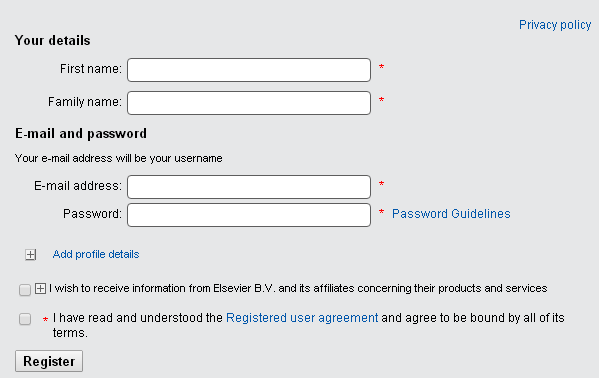 Privacy policy
Your details
First name: *
Family name: *
E-mail and password
Your e-mail address will be your username
E-mail address: *
Password: * Password Guidelines
Add profile details
I wish to receive information from Elsevier B.V. and its affiliates concerning their products and services
* I have read and understood the Registered user agreement and agree to be bound by all of its
terms.
Register